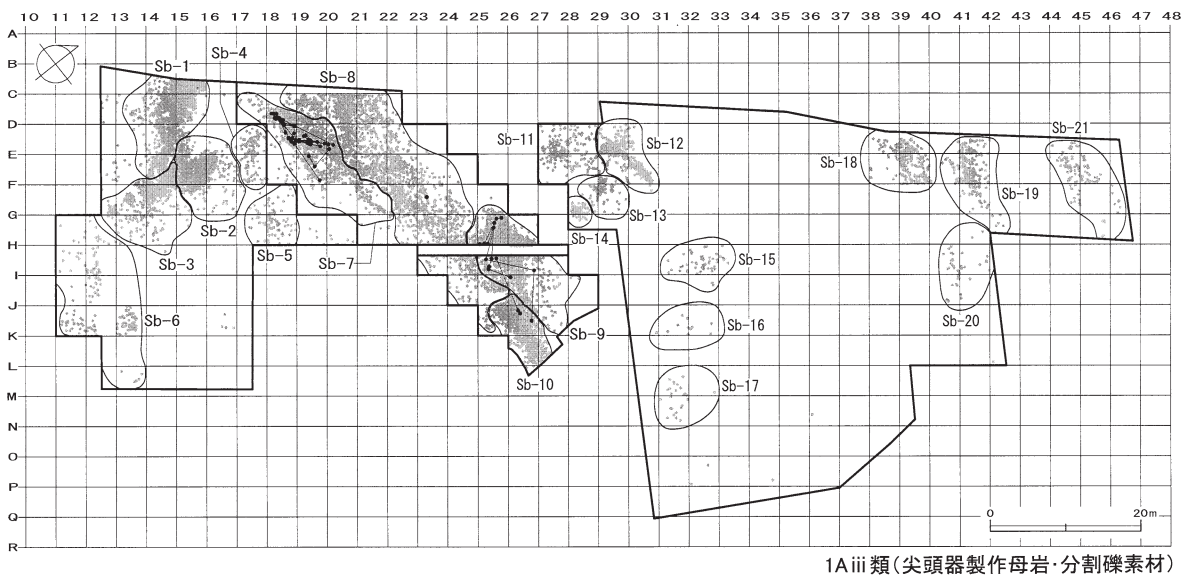 10 11 12 13 14 15 16 17 18 19 20 21 22 23 24 25 26 27 28 29 30 31 32 33 34 35 36 37 38 39 40 41 42 43 44 45 46 47 48
A
B
C
D
E
F
G
H
I
J
K
L
M
N
O
P
Q
R
Sb-4
Sb-1
Sb-8
Sb-11
Sb-12
Sb-18
Sb-21
Sb-19
Sb-13
Sb-2
Sb-14
Sb-3
Sb-5
Sb-7
Sb-15
Sb-6
Sb-9
Sb-16
Sb-20
Sb-10
Sb-17
0 20m
1Aiii類(尖頭器製作母岩・分割礫素材)